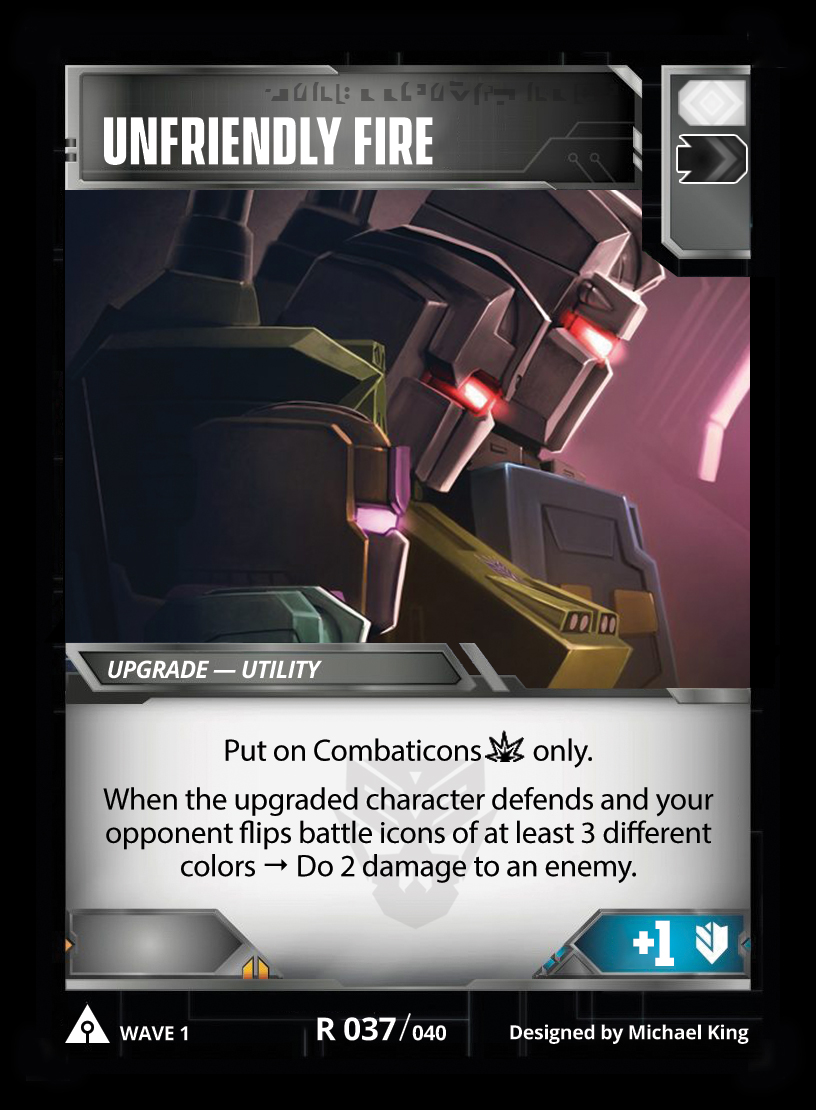 UNFRIENDLY FIRE
UPGRADE — UTILITY
Put on Combaticons only.
When the upgraded character defends and your
opponent flips battle icons of at least 3 different
colors → Do 2 damage to an enemy.
+1
WAVE 1
R 037/040
Designed by Michael King